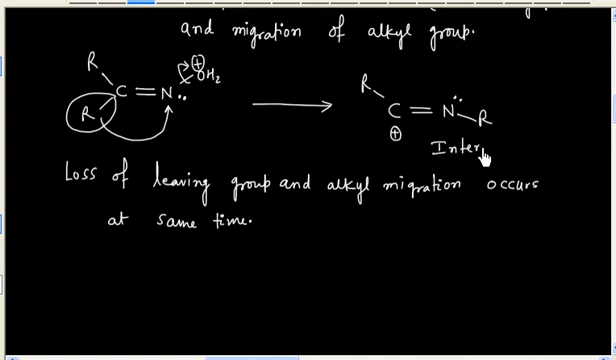 and migration of alkyl group.
R
C = N : OH2 ⊕
R
R
C = N : R
⊕
Inter
Loss of leaving group and alkyl migration occurs
at same time.